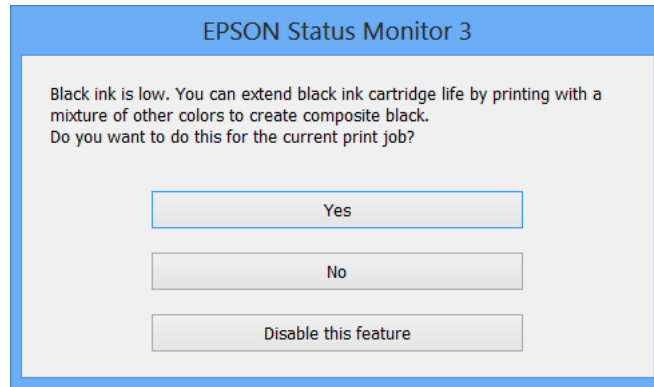 EPSON Status Monitor 3
Black ink is low. You can extend black ink cartridge life by printing with a
mixture of other colors to create composite black.
Do you want to do this for the current print job?
Yes
No
Disable this feature